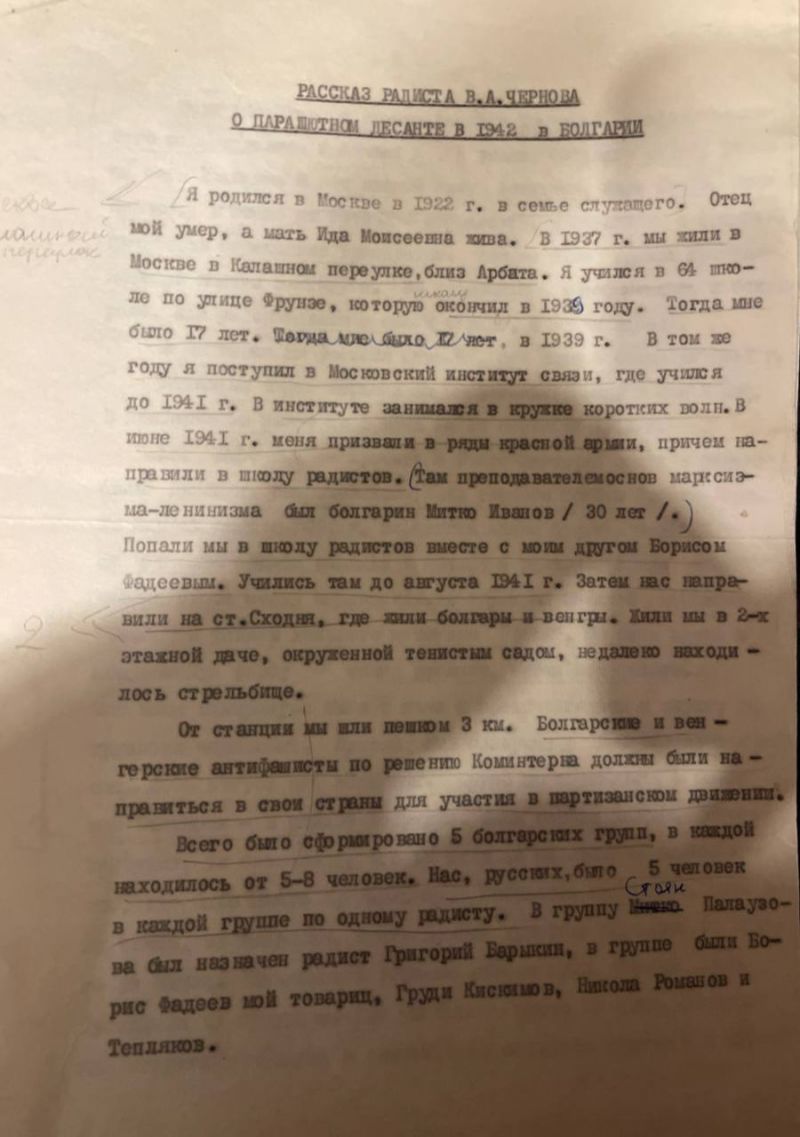 РАССКАЗ РАДИСТА В.А.ЧЕРНОВА
О ПАРАШЮТНОМ ДЕСАНТЕ В 1942 в БОЛГАРИИ
Я родился в Москве в 1922 г. в семье служащего. Отец
мой умер, а мать Ида Моисеевна жива. В 1937 г. мы жили в
Москве в Калашном переулке,близ Арбата. Я учился в 64 шко-
переулок
школу
ле по улице Фрунзе, которую окончил в 1939 году. Тогда мне
было 17 лет. Тогда мне было 17 лет, в 1939 г. В том же
году я поступил в Московский институт связи, где учился
до 1941 г. В институте занимался в кружке коротких волн.В
июне 1941 г. меня призвали в ряды красной армии, причем на-
правили в школу радистов. (Там преподавателемоснов марксиз-
ма-ленинизма был болгарин Митко Иванов / 30 лет /.)
Попали мы в школу радистов вместе с моим другом Борисом
Фадеевым. Учились там до августа 1941 г. Затем нас напра-
2
вили на ст.Сходня, где жили болгары и венгры. Жили мы в 2-х
этажной даче, окруженной тенистым садом, недалеко находи -
лось стрельбище.
От станции мы шли пешком 3 км. Болгарские и вен -
герские антифашисты по решению Коминтерна должны были на -
правиться в свои страны для участия в партизанском движении.
Всего было сформировано 5 болгарских групп, в каждой
находилось от 5-8 человек. Нас, русских,было 5 человек
Стоян
в каждой группе по одному радисту. В группу Палаузо-
ва был назначен радист Григорий Барыкин, в группе были Бо-
рис Фадеев мой товарищ, Груди Кискимов, Никола Романов и
Тепляков.